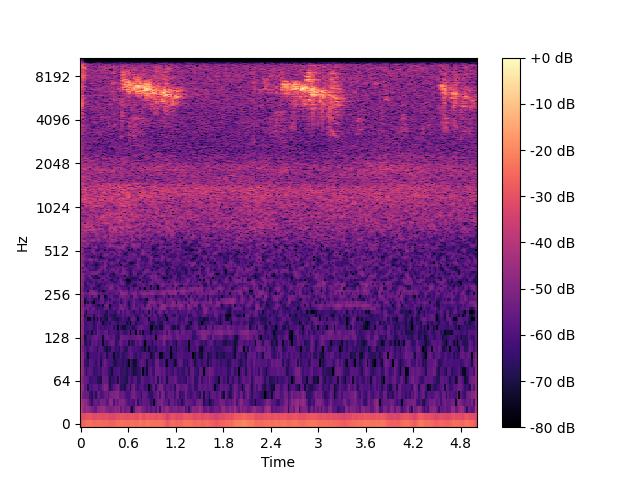 Hz
8192
4096
2048
1024
512
256
128
64
0
0 0.6 1.2 1.8 2.4 3 3.6 4.2 4.8
Time
+0 dB
-10 dB
-20 dB
-30 dB
-40 dB
-50 dB
-60 dB
-70 dB
-80 dB